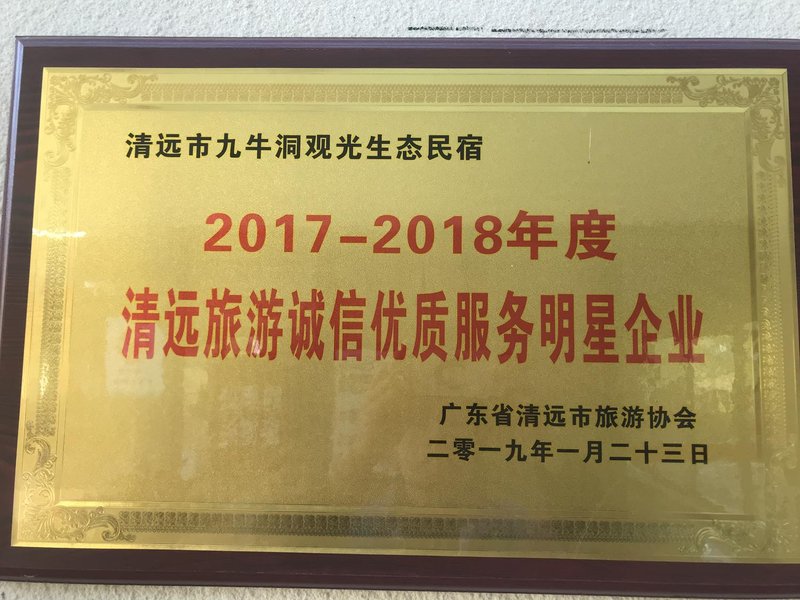 清远市九牛洞观光生态民宿
2017-2018年度
清远旅游诚信优质服务明星企业
广东省清远市旅游协会
二零一九年一月二十三日